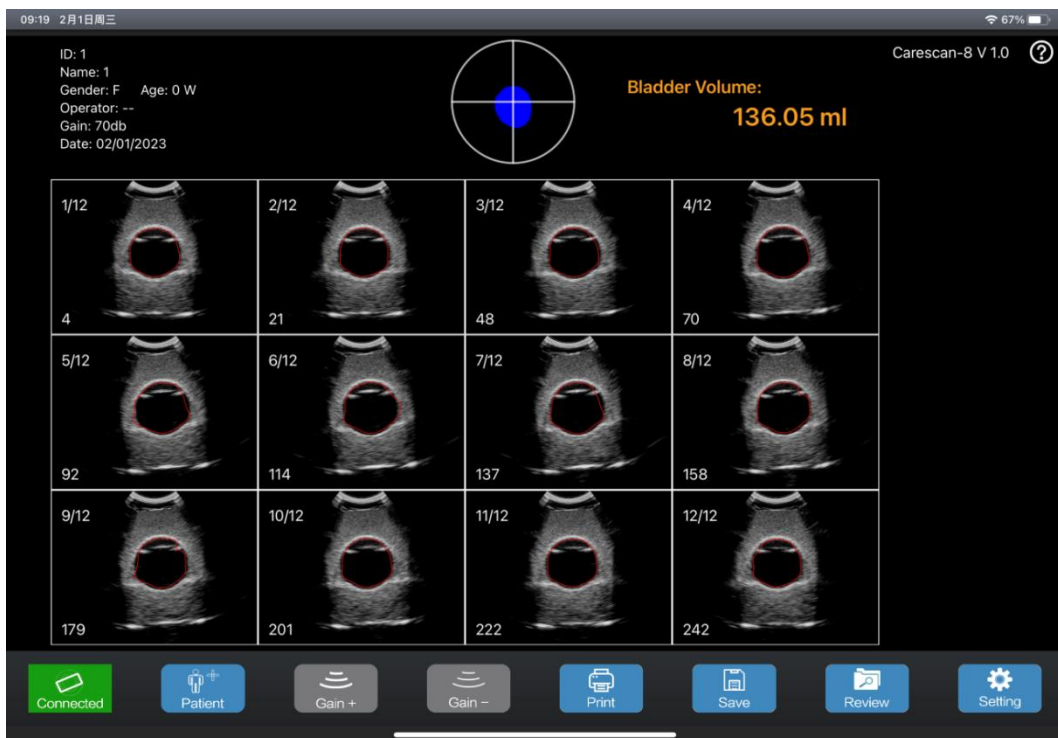 09:19 2月1日周三
67%
ID: 1
Name: 1
Gender: F Age: 0 W
Operator: --
Gain: 70db
Date: 02/01/2023
Bladder Volume:
136.05 ml
Carescan-8 V 1.0
?
1/12
2/12
3/12
4/12
4
21
48
70
5/12
6/12
7/12
8/12
92
114
137
158
9/12
10/12
11/12
12/12
179
201
222
242
Connected
Patient
Gain +
Gain −
Print
Save
Review
Setting